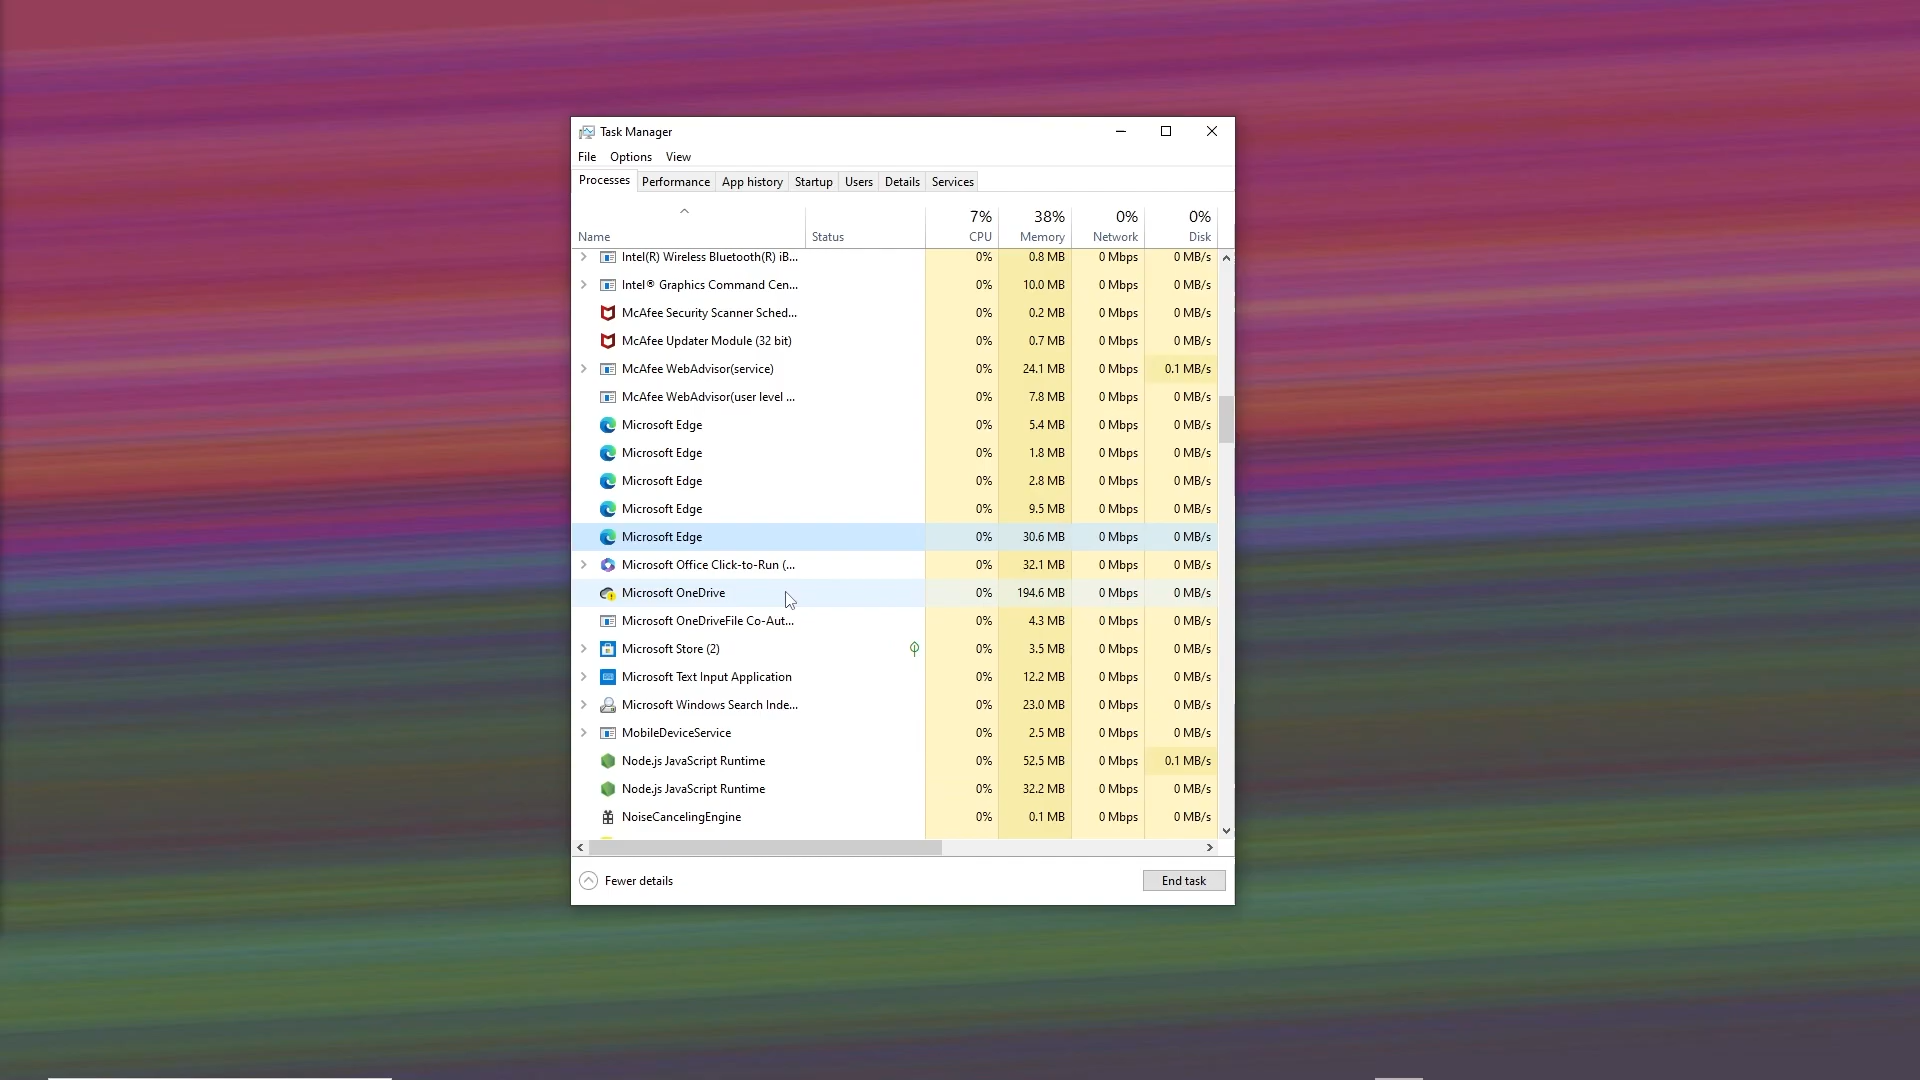 Task Manager
File Options View
Processes Performance App history Startup Users Details Services
7% 38% 0% 0%
Name Status CPU Memory Network Disk
Intel(R) Wireless Bluetooth(R) iB... 0% 0.8 MB 0 Mbps 0 MB/s
Intel® Graphics Command Cen... 0% 10.0 MB 0 Mbps 0 MB/s
McAfee Security Scanner Sched... 0% 0.2 MB 0 Mbps 0 MB/s
McAfee Updater Module (32 bit) 0% 0.7 MB 0 Mbps 0 MB/s
McAfee WebAdvisor(service) 0% 24.1 MB 0 Mbps 0.1 MB/s
McAfee WebAdvisor(user level ... 0% 7.8 MB 0 Mbps 0 MB/s
Microsoft Edge 0% 5.4 MB 0 Mbps 0 MB/s
Microsoft Edge 0% 1.8 MB 0 Mbps 0 MB/s
Microsoft Edge 0% 2.8 MB 0 Mbps 0 MB/s
Microsoft Edge 0% 9.5 MB 0 Mbps 0 MB/s
Microsoft Edge 0% 30.6 MB 0 Mbps 0 MB/s
Microsoft Office Click-to-Run (... 0% 32.1 MB 0 Mbps 0 MB/s
Microsoft OneDrive 0% 194.6 MB 0 Mbps 0 MB/s
Microsoft OneDriveFile Co-Aut... 0% 4.3 MB 0 Mbps 0 MB/s
Microsoft Store (2) 0% 3.5 MB 0 Mbps 0 MB/s
Microsoft Text Input Application 0% 12.2 MB 0 Mbps 0 MB/s
Microsoft Windows Search Inde... 0% 23.0 MB 0 Mbps 0 MB/s
MobileDeviceService 0% 2.5 MB 0 Mbps 0 MB/s
Node.js JavaScript Runtime 0% 52.5 MB 0 Mbps 0.1 MB/s
Node.js JavaScript Runtime 0% 32.2 MB 0 Mbps 0 MB/s
NoiseCancelingEngine 0% 0.1 MB 0 Mbps 0 MB/s
Fewer details End task